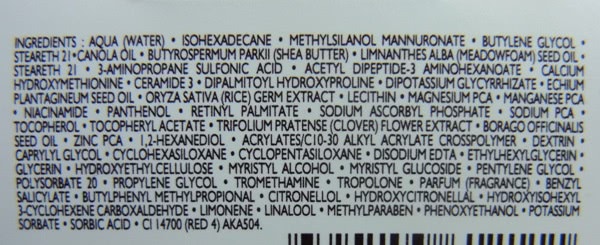 INGREDIENTS : AQUA (WATER) • ISOHEXADECANE • METHYLSILANOL MANNURONATE • BUTYLENE GLYCOL •
STEARETH 21 • CANOLA OIL • BUTYROSPERMUM PARKII (SHEA BUTTER) • LIMNANTHES ALBA (MEADOWFOAM) SEED OIL
STEARETH 21 • 3-AMINOPROPANE SULFONIC ACID • ACETYL DIPEPTIDE-3 AMINOHEXANOATE • CALCIUM
HYDROXYMETHIONINE • CERAMIDE 3 • DIPALMITOYL HYDROXYPROLINE • DIPOTASSIUM GLYCYRRHIZATE • ECHIUM
PLANTAGINEUM SEED OIL • ORYZA SATIVA (RICE) GERM EXTRACT • LECITHIN • MAGNESIUM PCA • MANGANESE PCA
• NIACINAMIDE • PANTHENOL • RETINYL PALMITATE • SODIUM ASCORBYL PHOSPHATE • SODIUM PCA •
TOCOPHEROL • TOCOPHERYL ACETATE • TRIFOLIUM PRATENSE (CLOVER) FLOWER EXTRACT • BORAGO OFFICINALIS
SEED OIL • ZINC PCA • 1,2-HEXANEDIOL • ACRYLATES/C10-30 ALKYL ACRYLATE CROSSPOLYMER • DEXTRIN •
CAPRYLYL GLYCOL • CYCLOHEXASILOXANE • CYCLOPENTASILOXANE • DISODIUM EDTA • ETHYLHEXYLGLYCERIN •
GLYCERIN • HYDROXYETHYLCELLULOSE • MYRISTYL ALCOHOL • MYRISTYL GLUCOSIDE • PENTYLENE GLYCOL •
POLYSORBATE 20 • PROPYLENE GLYCOL • TROMETHAMINE • TROPOLONE • PARFUM (FRAGRANCE) • BENZYL
SALICYLATE • BUTYLPHENYL METHYLPROPIONAL • CITRONELLOL • HYDROXYCITRONELLAL • HYDROXYISOHEXYL
3-CYCLOHEXENE CARBOXALDEHYDE • LIMONENE • LINALOOL • METHYLPARABEN • PHENOXYETHANOL • POTASSIUM
SORBATE • SORBIC ACID • CI 14700 (RED 4) AKA504.